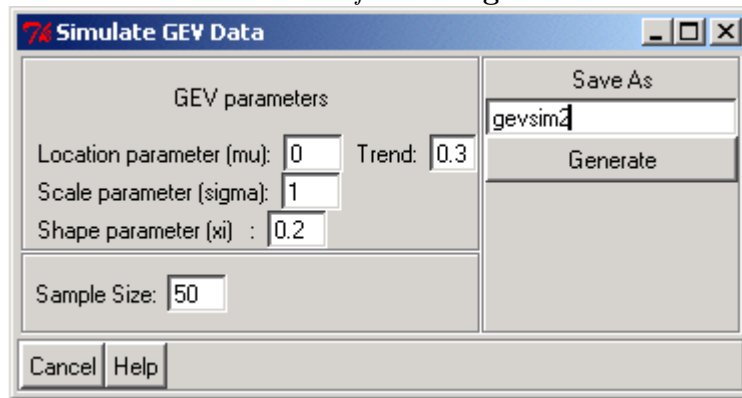 Simulate GEV Data
GEV parameters
Location parameter (mu): 0 Trend: 0.3
Scale parameter (sigma): 1
Shape parameter (xi) : 0.2
Sample Size: 50
Save As
gevsim2
Generate
Cancel Help